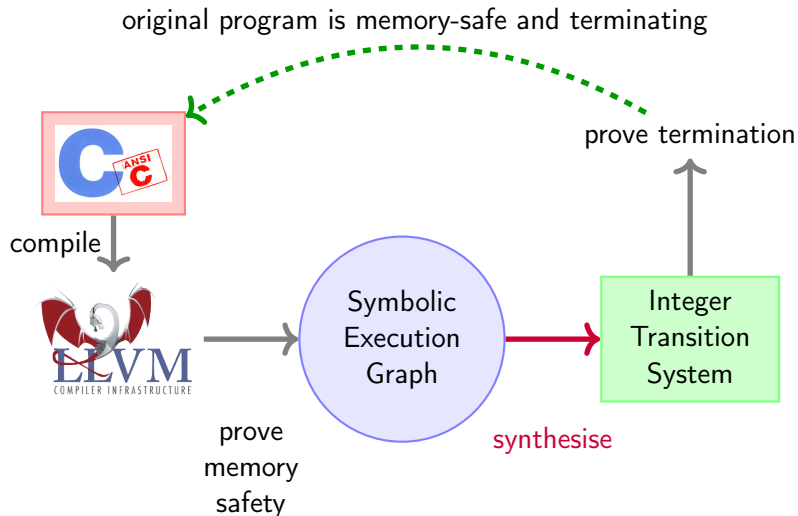 original program is memory-safe and terminating
C
ANSI
C
prove termination
compile
Symbolic
Execution
Graph
Integer
Transition
System
LLVM
COMPILER INFRASTRUCTURE
prove
memory
safety
synthesise